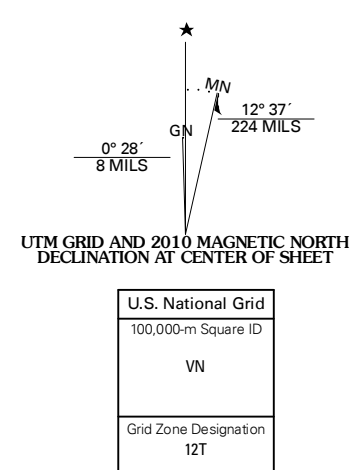 MN
12° 37´
224 MILS
GN
0° 28´
8 MILS
UTM GRID AND 2010 MAGNETIC NORTH
DECLINATION AT CENTER OF SHEET
U.S. National Grid
100,000-m Square ID
VN
Grid Zone Designation
12T